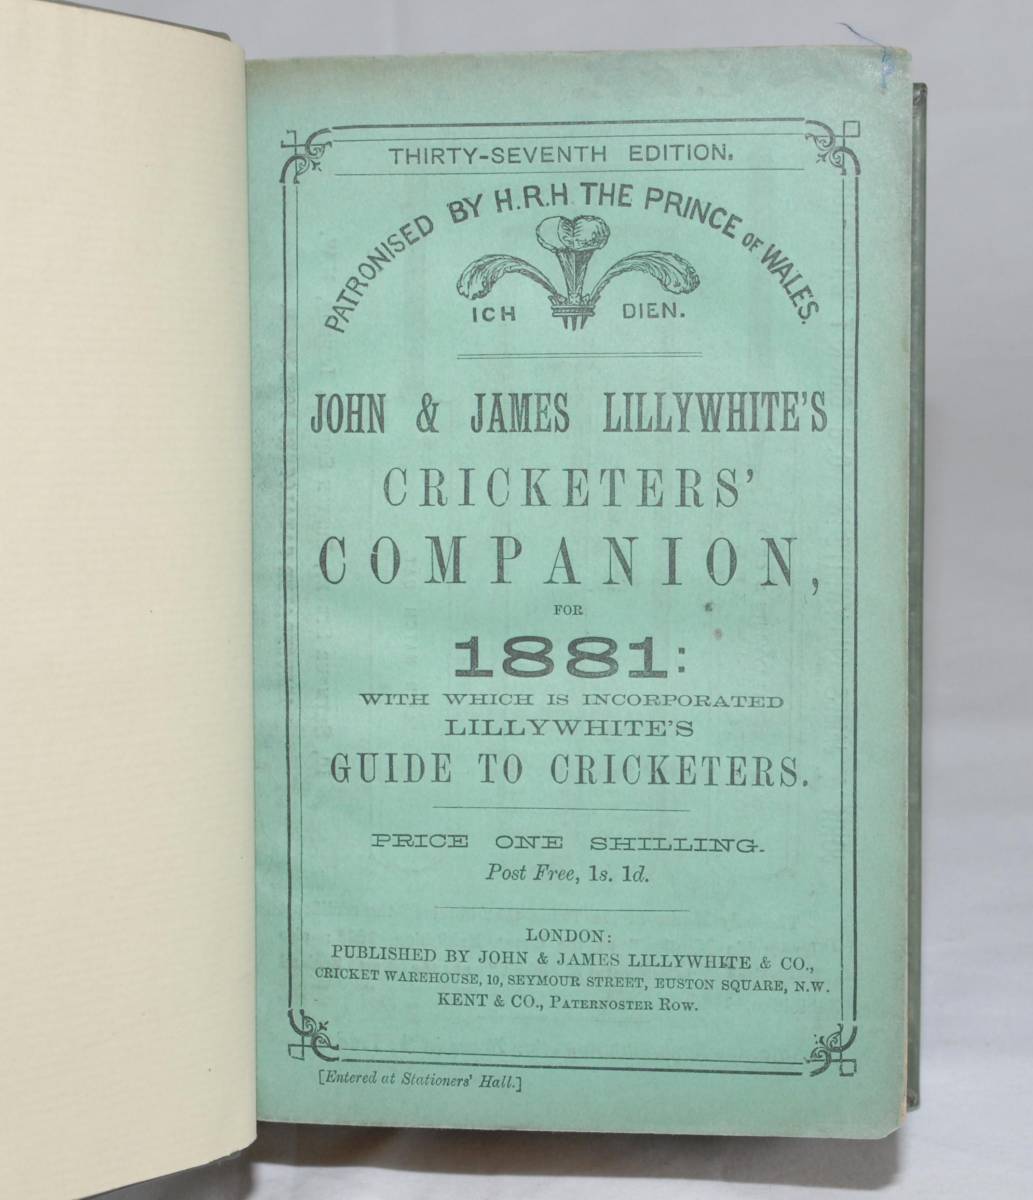 THIRTY-SEVENTH EDITION.
PATRONISED BY H.R.H. THE PRINCE OF WALES.
ICH DIEN.
JOHN & JAMES LILLYWHITE'S
CRICKETERS'
COMPANION,
FOR
1881:
WITH WHICH IS INCORPORATED
LILLYWHITE'S
GUIDE TO CRICKETERS.
PRICE ONE SHILLING.
Post Free, 1s. 1d.
LONDON:
PUBLISHED BY JOHN & JAMES LILLYWHITE & CO.,
CRICKET WAREHOUSE, 10, SEYMOUR STREET, EUSTON SQUARE, N.W.
KENT & CO., PATERNOSTER ROW.
[Entered at Stationers' Hall.]